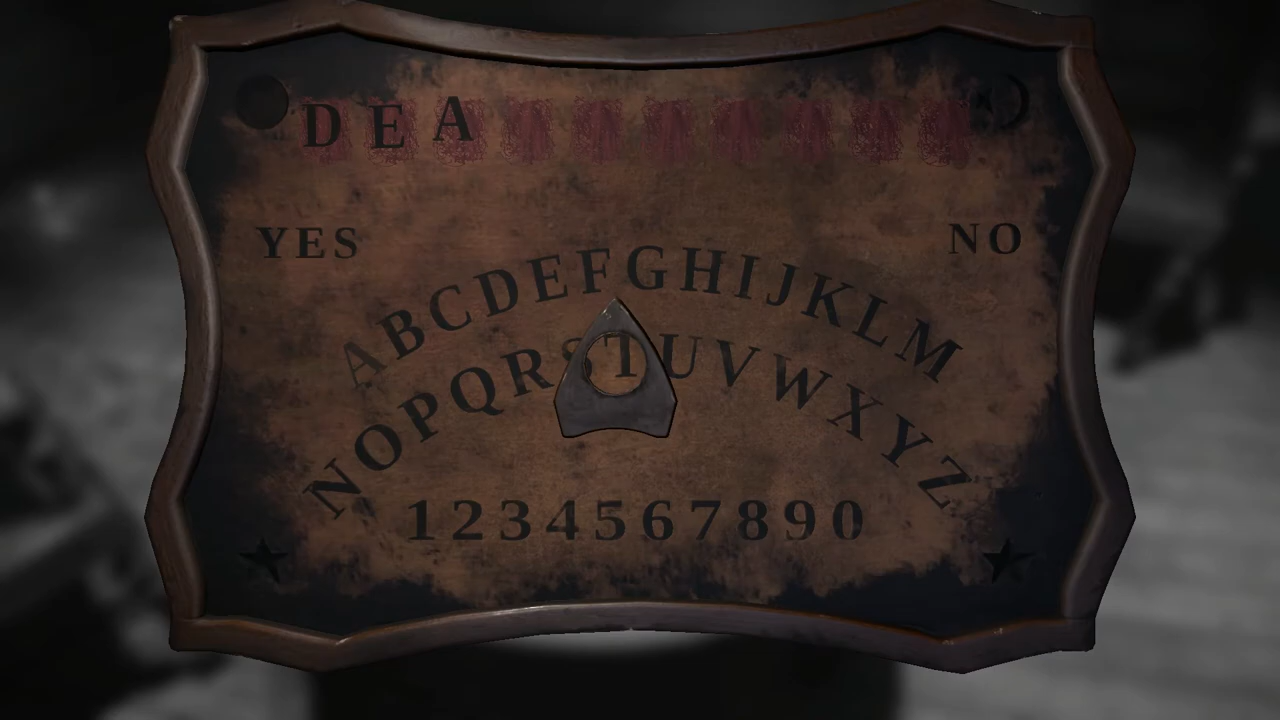 DEA
YES NO
ABCDEFGHIJKLM
NOPQRSTUVWXYZ
1234567890